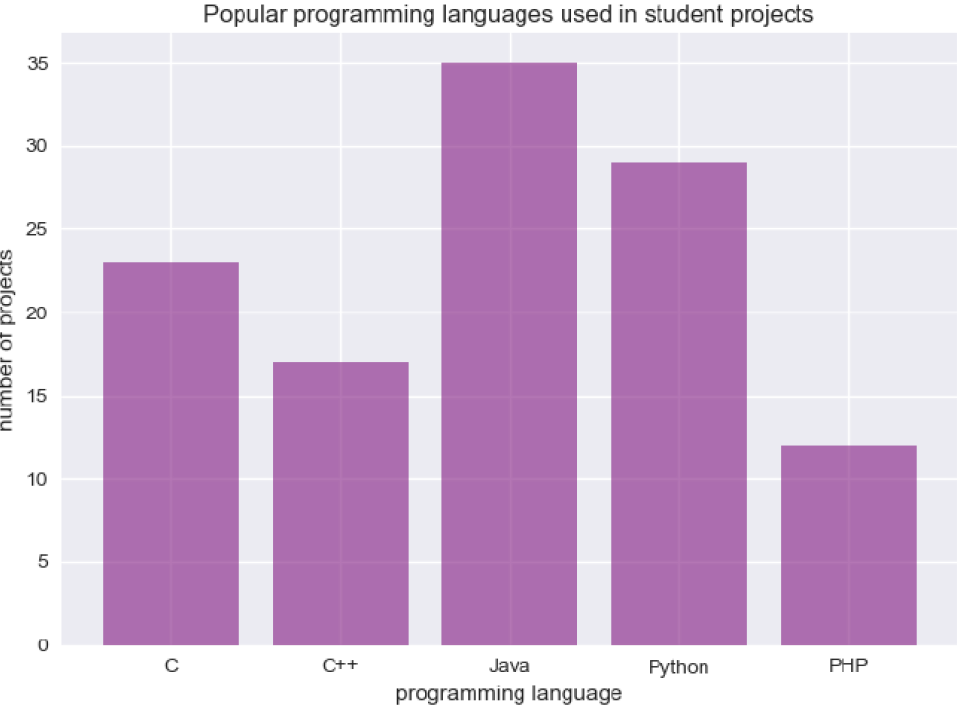 Popular programming languages used in student projects
number of projects
35
30
25
20
15
10
5
0
C C++ Java Python PHP
programming language